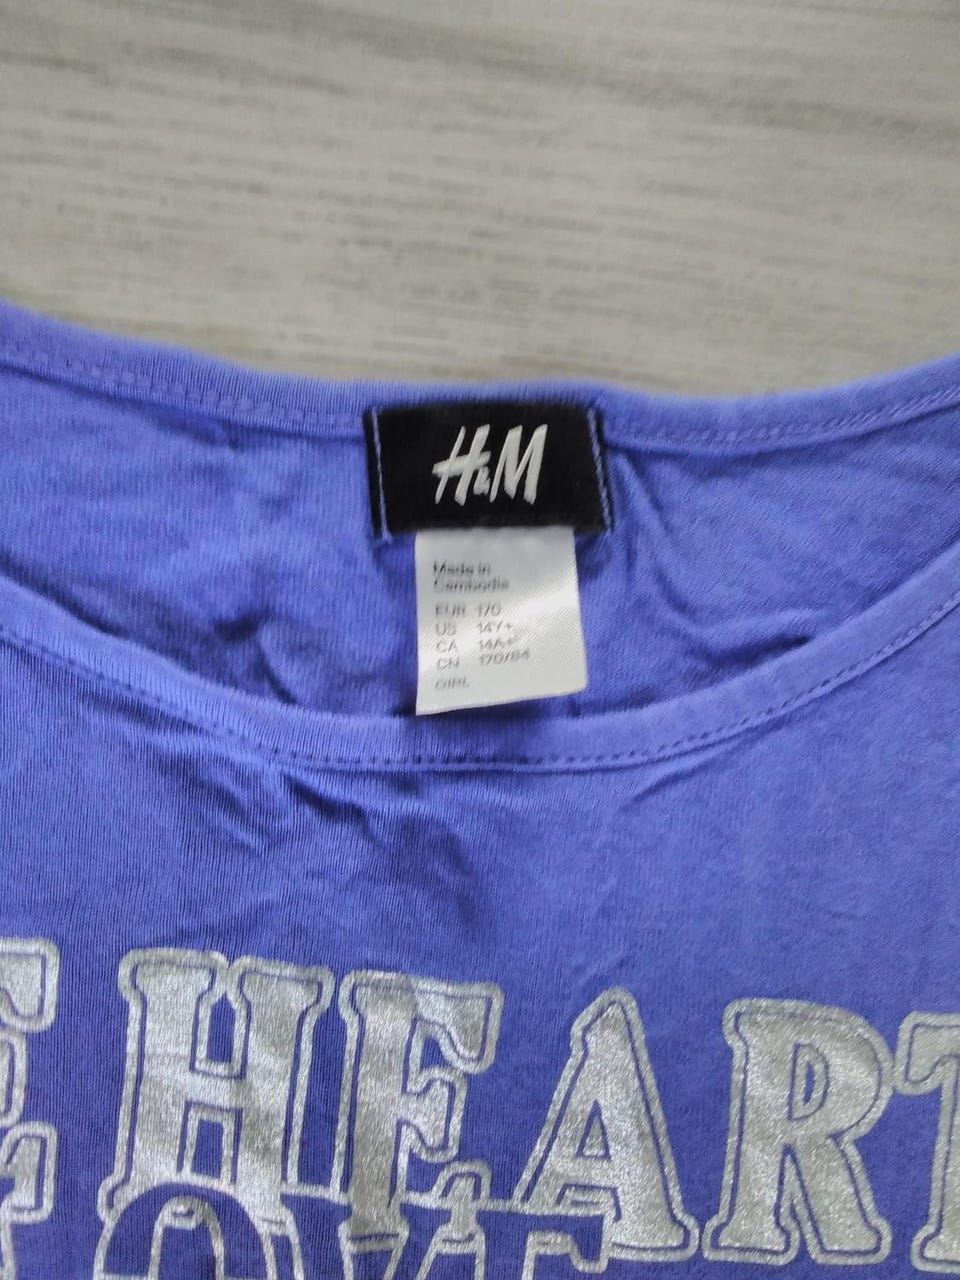 H&M
Made in
Cambodia
EUR 170
US 14Y+
CA 14A+
CN 170/84
GIRL
E HEART